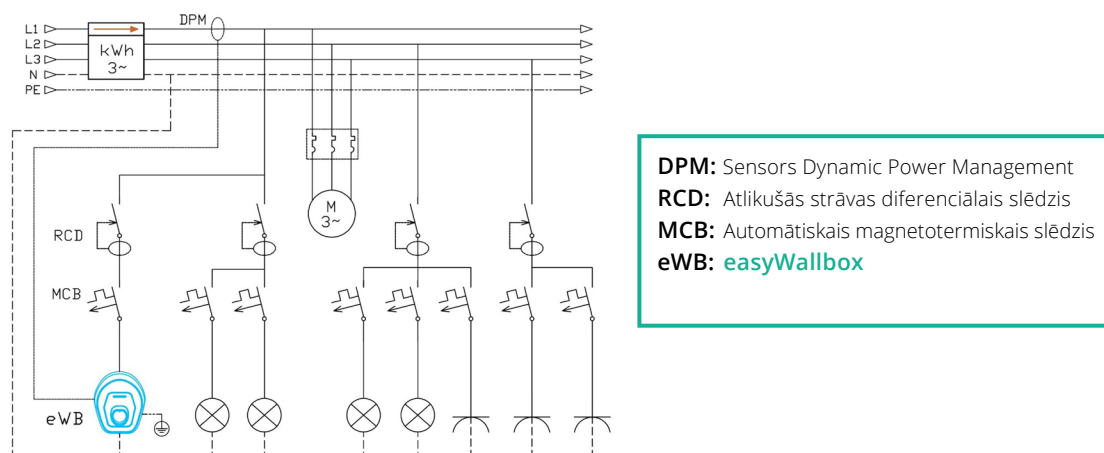 DPM
L1
L2
L3
N
PE
kWh
3~
M
3~
RCD
MCB
eWB
DPM: Sensors Dynamic Power Management
RCD: Atlikušās strāvas diferenciālais slēdzis
MCB: Automātiskais magnetotermiskais slēdzis
eWB: easyWallbox